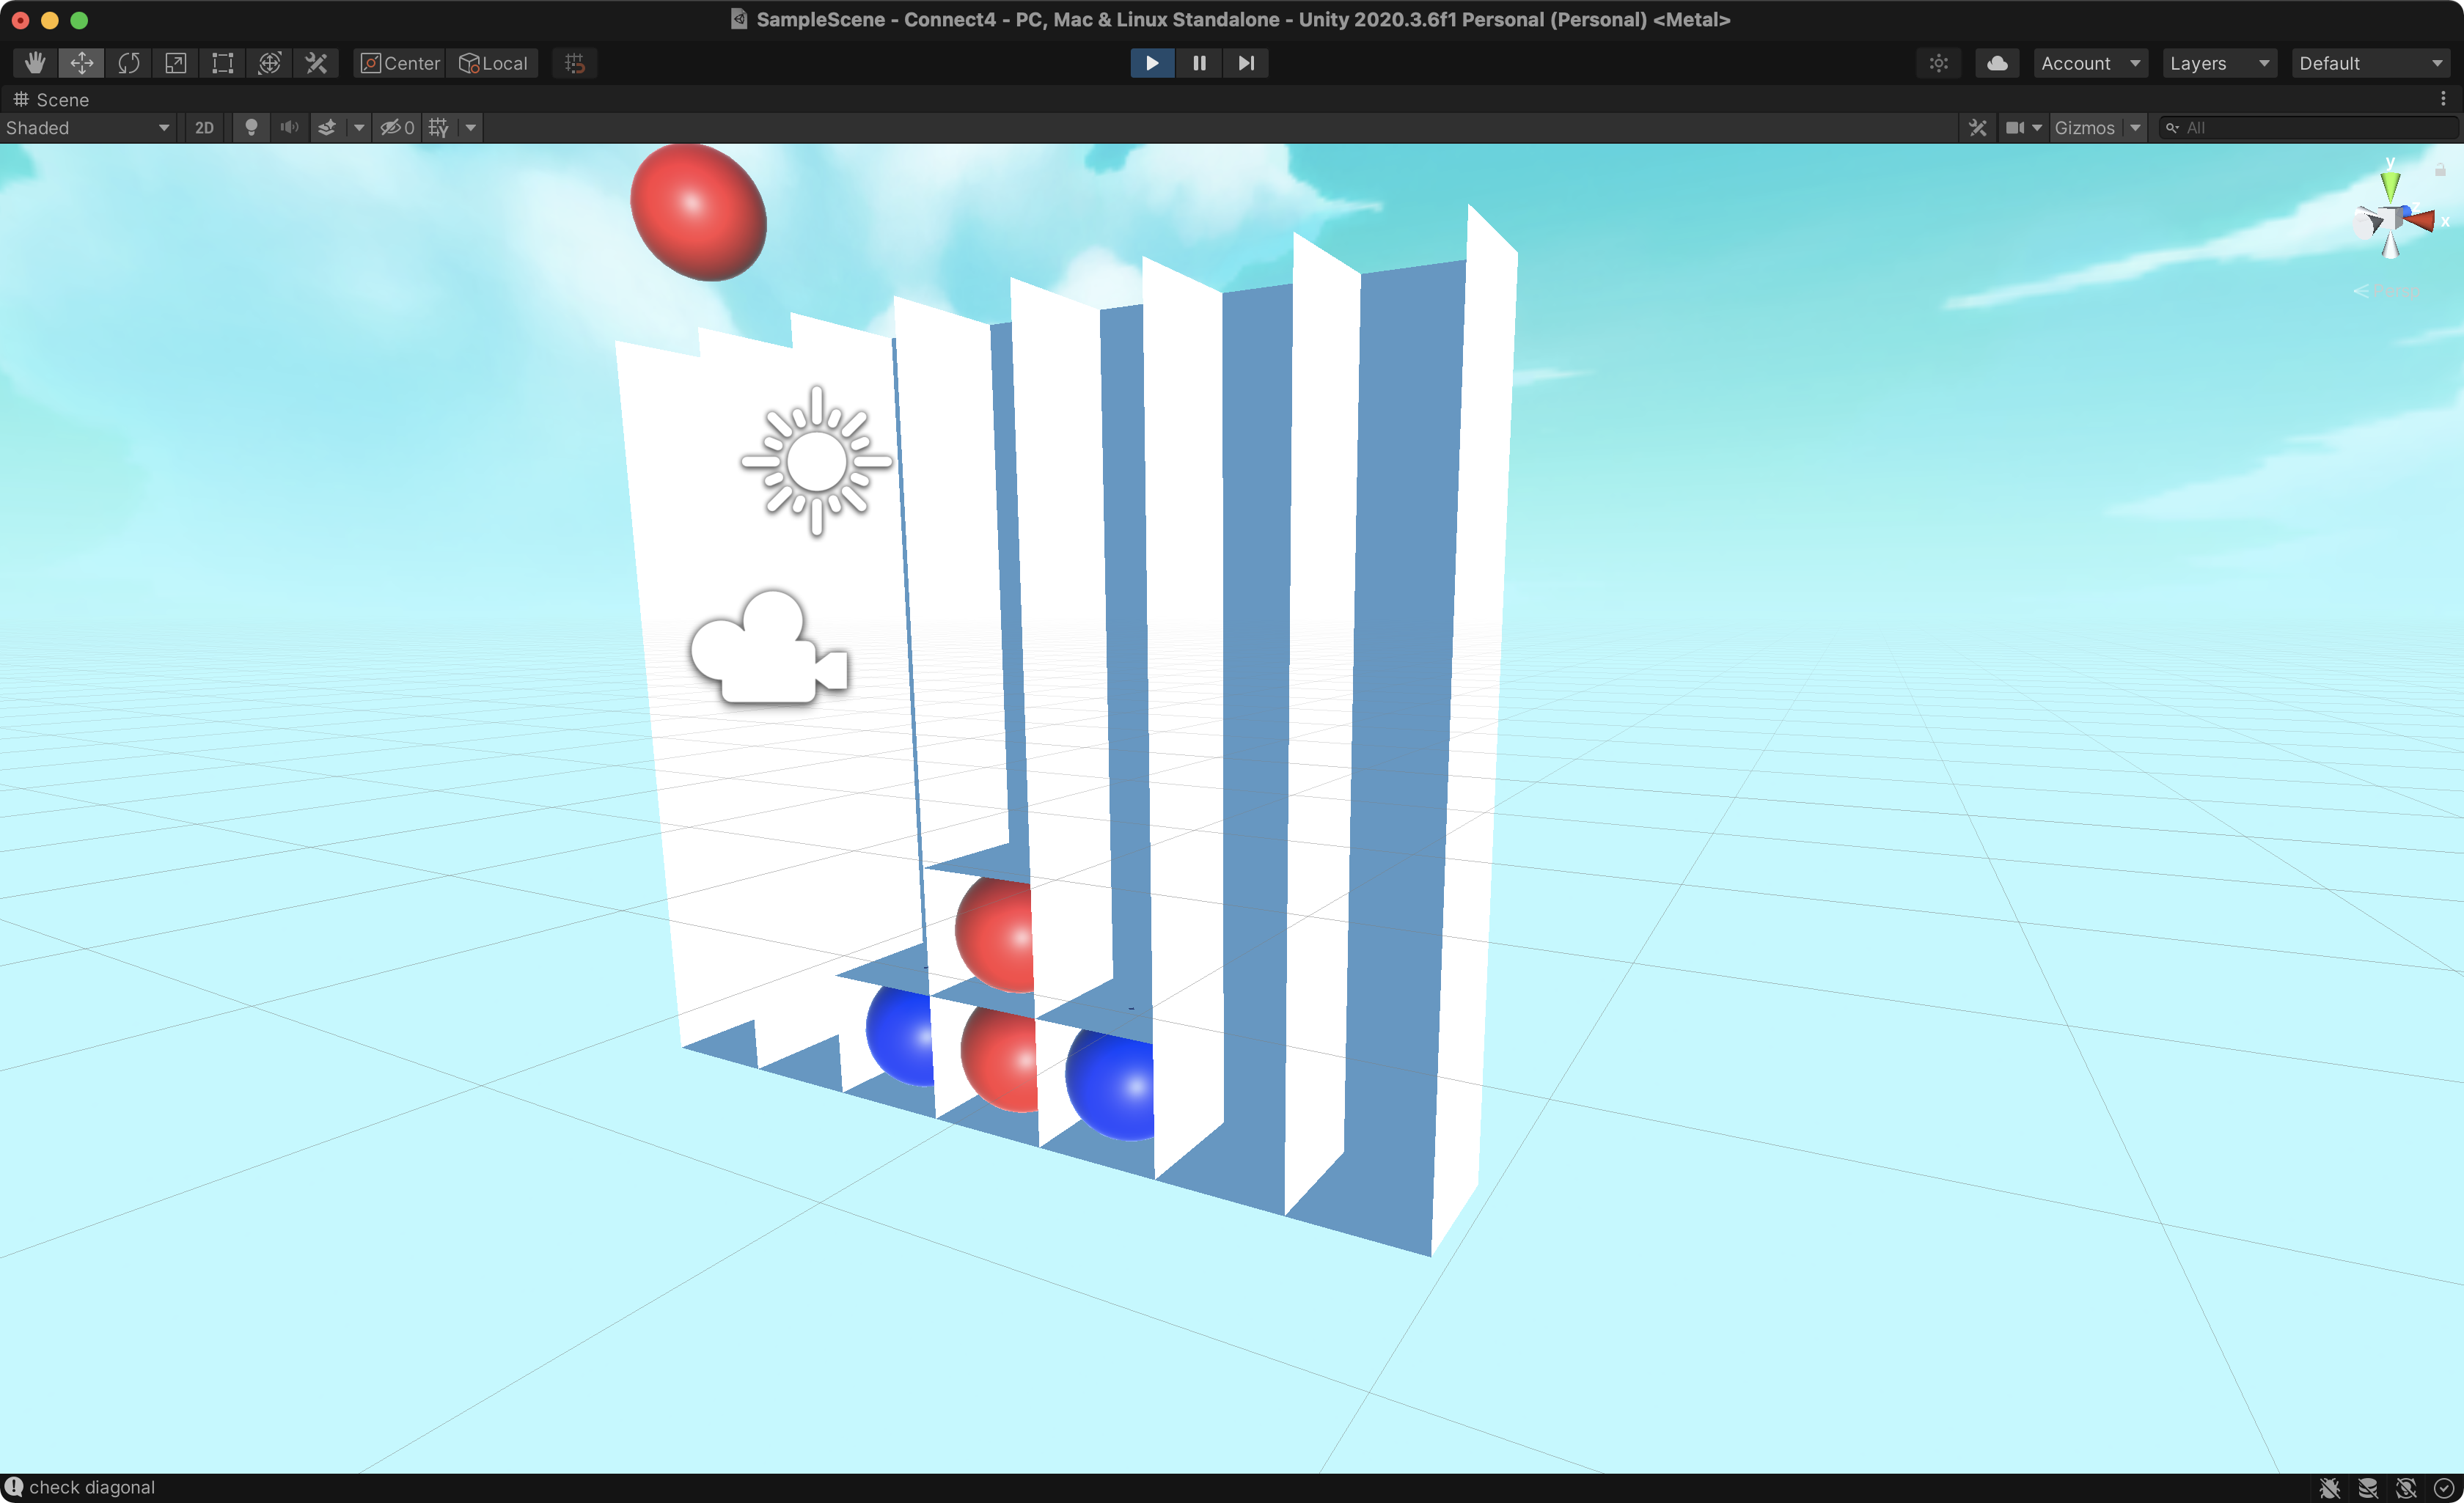 SampleScene - Connect4 - PC, Mac & Linux Standalone - Unity 2020.3.6f1 Personal (Personal) <Metal>
Center Local Account Layers Default
Scene
Shaded 2D 0 Gizmos All
y
z
x
Persp
check diagonal